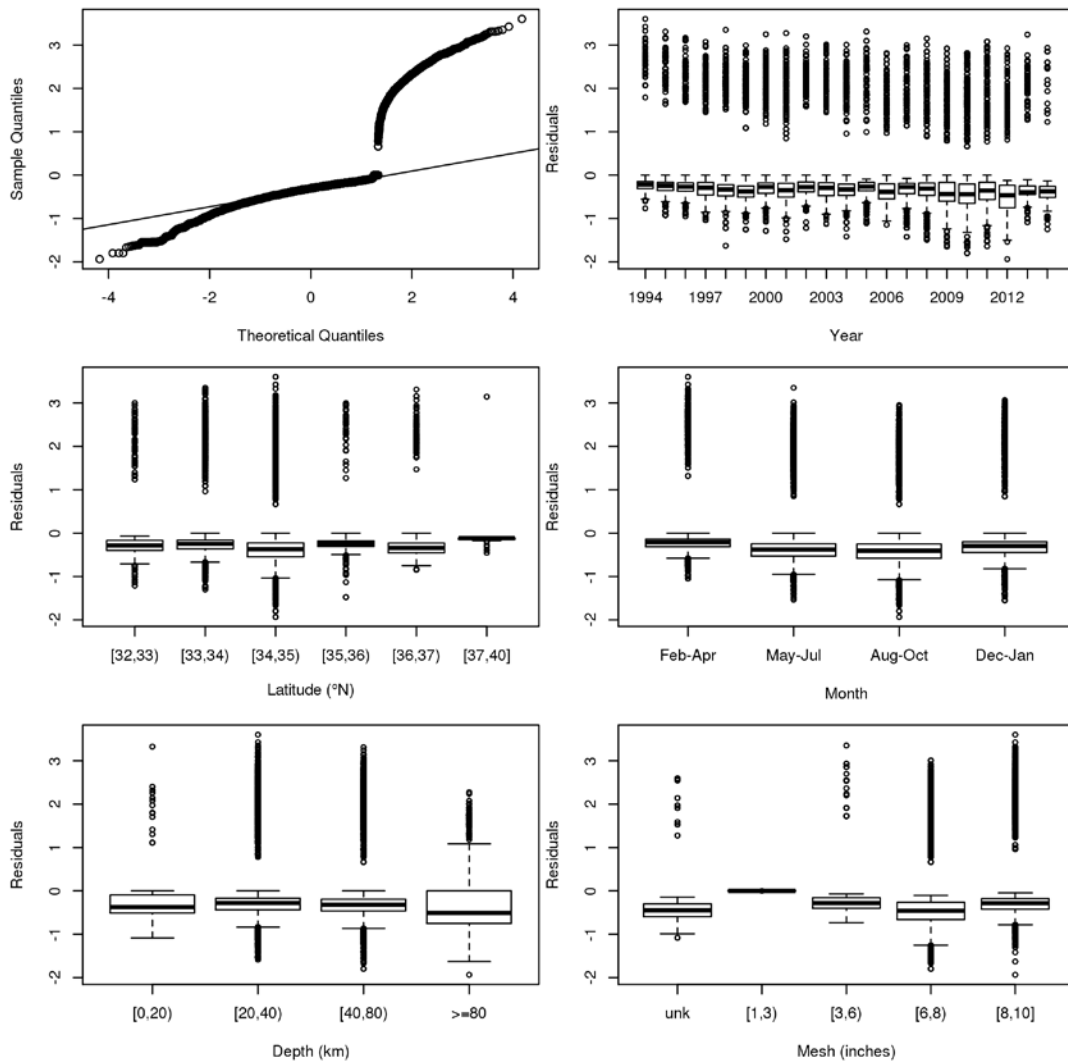 Sample Quantiles
3
2
1
0
-1
-2
-4 -2 0 2 4
Theoretical Quantiles
Residuals
3
2
1
0
-1
-2
1994 1997 2000 2003 2006 2009 2012
Year
Residuals
3
2
1
0
-1
-2
[32,33) [33,34) [34,35) [35,36) [36,37) [37,40]
Latitude (°N)
Residuals
3
2
1
0
-1
-2
Feb-Apr May-Jul Aug-Oct Dec-Jan
Month
Residuals
3
2
1
0
-1
-2
[0,20) [20,40) [40,80) >=80
Depth (km)
Residuals
3
2
1
0
-1
-2
unk [1,3) [3,6) [6,8) [8,10]
Mesh (inches)